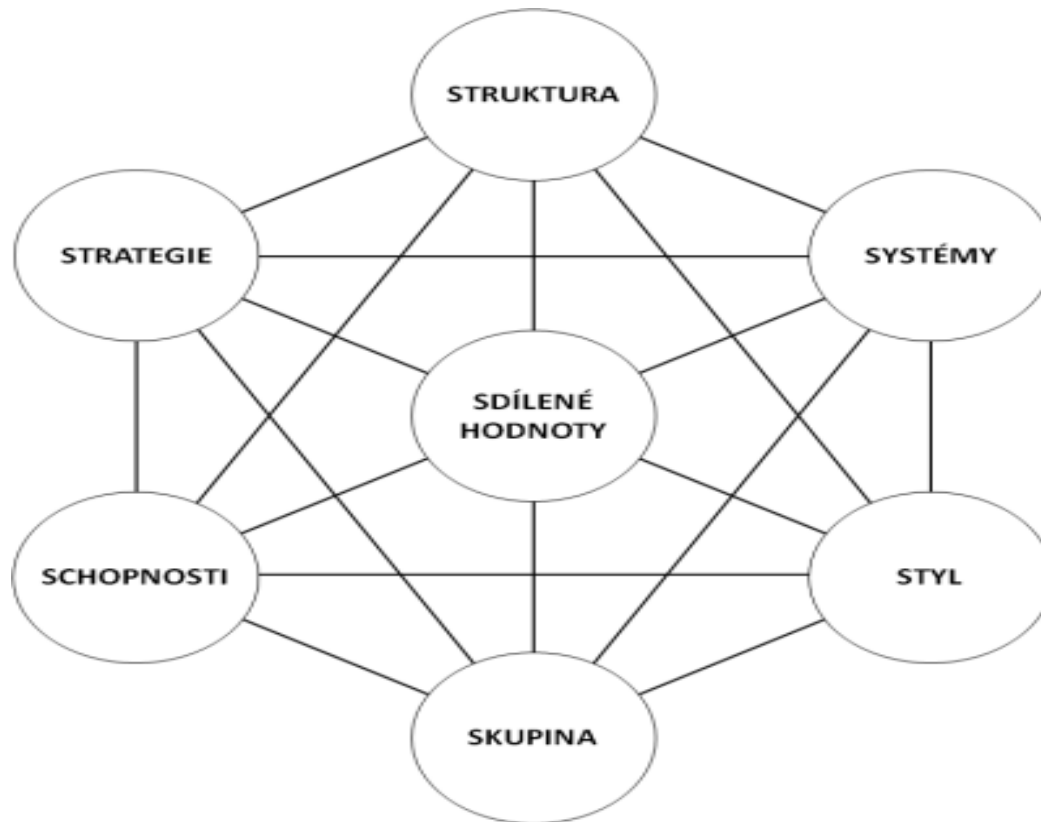 STRUKTURA
STRATEGIE
SYSTÉMY
SDÍLENÉ
HODNOTY
SCHOPNOSTI
STYL
SKUPINA